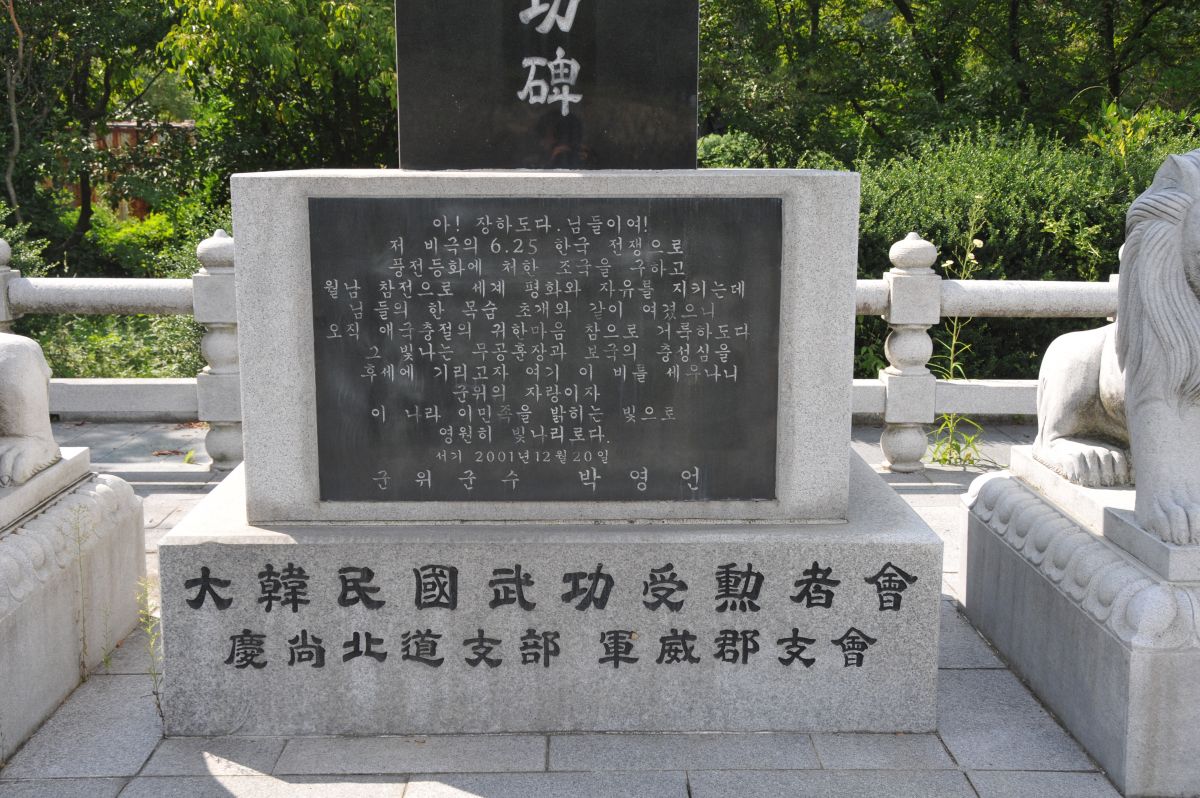 功
碑
아! 장하도다. 님들이여!
저 비극의 6.25 한국 전쟁으로
풍전등화에 처한 조국을 구하고
월남 참전으로 세계 평화와 자유를 지키는데
님들의 한 목숨 초개와 같이 여겼으니
오직 애국충절의 위한마음 참으로 거룩하도다
그 빛나는 무공훈장과 보국의 충성심을
후세에 기리고자 여기 이 비를 세우나니
군위의 자랑이자
이 나라 이민족을 밝히는 빛으로
영원히 빛나리로다.
서기 2001년12월20일
군위군수 박영언
大韓民國武功受勳者會
慶尚北道支部 軍威郡支會